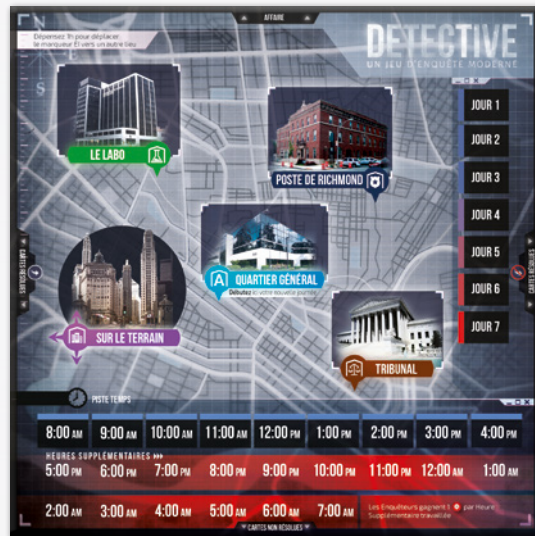 AFFAIRE
N
Dépensez 1h pour déplacer
le marqueur EI vers un autre lieu
E
S
DETECTIVE
UN JEU D'ENQUÊTE MODERNE
JOUR 1
JOUR 2
JOUR 3
JOUR 4
JOUR 5
JOUR 6
JOUR 7
LE LABO
POSTE DE RICHMOND
A QUARTIER GÉNÉRAL
Débutez ici votre nouvelle journée
SUR LE TERRAIN
TRIBUNAL
CARTES RÉSOLUES
PISTE TEMPS
8:00 AM 9:00 AM 10:00 AM 11:00 AM 12:00 PM 1:00 PM 2:00 PM 3:00 PM 4:00 PM
HEURES SUPPLÉMENTAIRES
5:00 PM 6:00 PM 7:00 PM 8:00 PM 9:00 PM 10:00 PM 11:00 PM 12:00 AM 1:00 AM
2:00 AM 3:00 AM 4:00 AM 5:00 AM 6:00 AM 7:00 AM
Les Enquêteurs gagnent 1 par Heure
Supplémentaire travaillée
CARTES NON RÉSOLUES